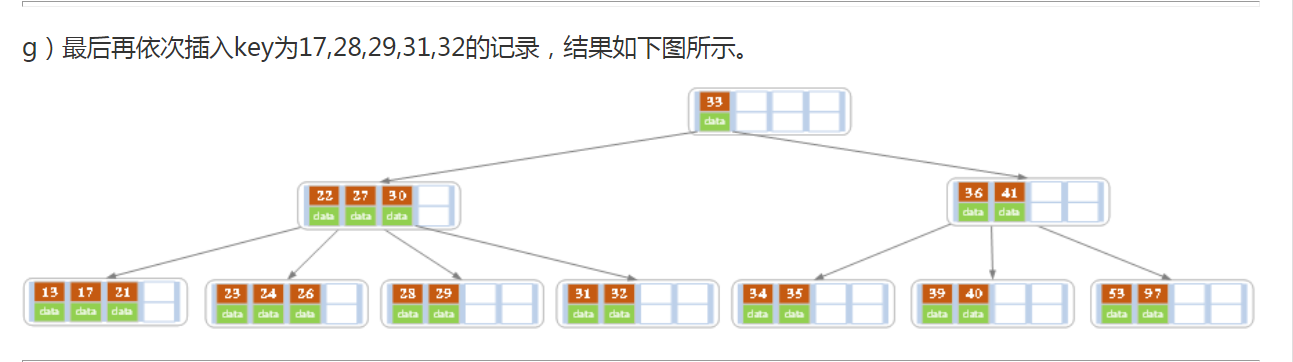 g）最后再依次插入key为17,28,29,31,32的记录，结果如下图所示。
33
data
22 27 30
data data data
36 41
data data
13 17 21
data data data
23 24 26
data data data
28 29
data data
31 32
data data
34 35
data data
39 40
data data
53 97
data data